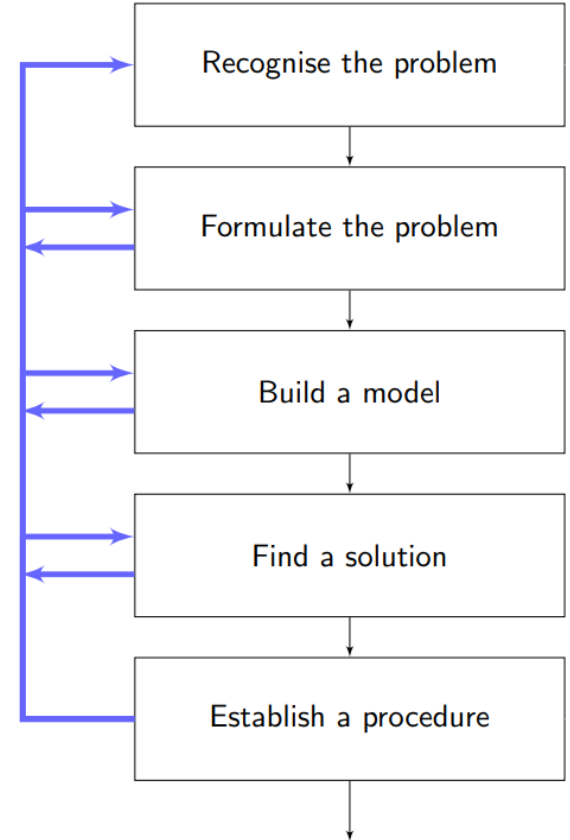 Recognise the problem
Formulate the problem
Build a model
Find a solution
Establish a procedure